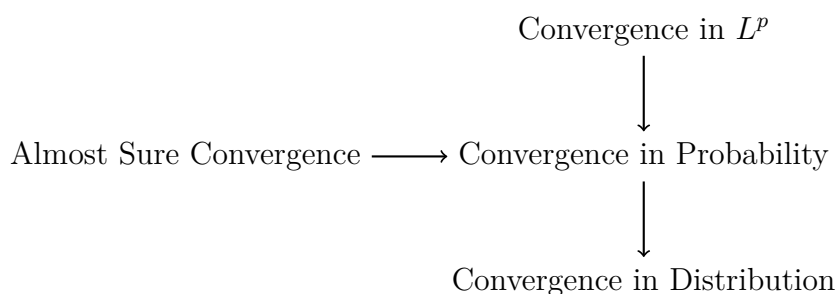 Convergence in L^p
Almost Sure Convergence
Convergence in Probability
Convergence in Distribution